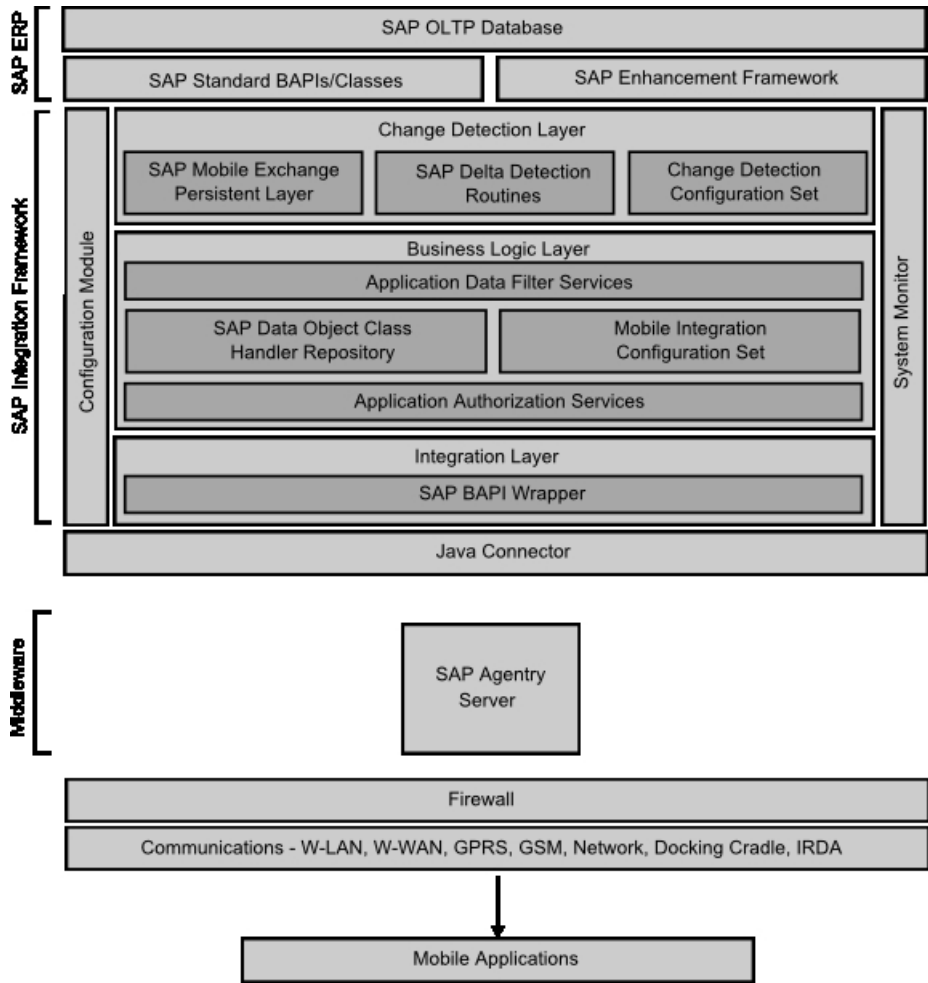 SAP ERP
SAP OLTP Database
SAP Standard BAPIs/Classes
SAP Enhancement Framework
SAP Integration Framework
Configuration Module
Change Detection Layer
SAP Mobile Exchange
Persistent Layer
SAP Delta Detection
Routines
Change Detection
Configuration Set
Business Logic Layer
Application Data Filter Services
SAP Data Object Class
Handler Repository
Mobile Integration
Configuration Set
Application Authorization Services
Integration Layer
SAP BAPI Wrapper
System Monitor
Java Connector
Middleware
SAP Agentry
Server
Firewall
Communications - W-LAN, W-WAN, GPRS, GSM, Network, Docking Cradle, IRDA
Mobile Applications